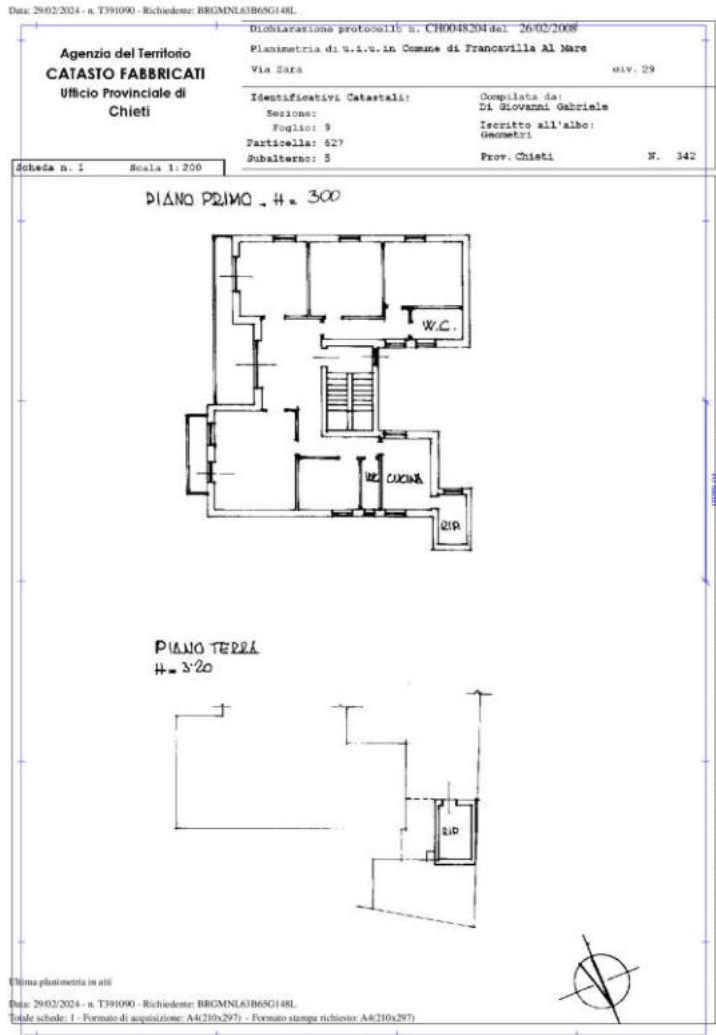 Data: 29/02/2024 - n. T391090 - Richiedente: BRGMNL63B65G148L
Agenzia del Territorio
CATASTO FABBRICATI
Ufficio Provinciale di
Chieti
Dichiarazione protocollo n. CH0048204 del 26/02/2008
Planimetria di u.i.u. in Comune di Francavilla Al Mare
Via Zara civ. 29
Identificativi Catastali:
Sezione:
Foglio: 9
Particella: 627
Subalterno: 5
Compilata da:
Di Giovanni Gabriele
Iscritto all'albo:
Geometri
Prov. Chieti N. 342
Scheda n. 1 Scala 1:200
PIANO PRIMO - H = 300
W.C.
WC CUCINA
RIP
PIANO TERRA
H = 3.20
RIP.
Ultima planimetria in atti
Data: 29/02/2024 - n. T391090 - Richiedente: BRGMNL63B65G148L
Totale schede: 1 - Formato di acquisizione: A4(210x297) - Formato stampa richiesto: A4(210x297)